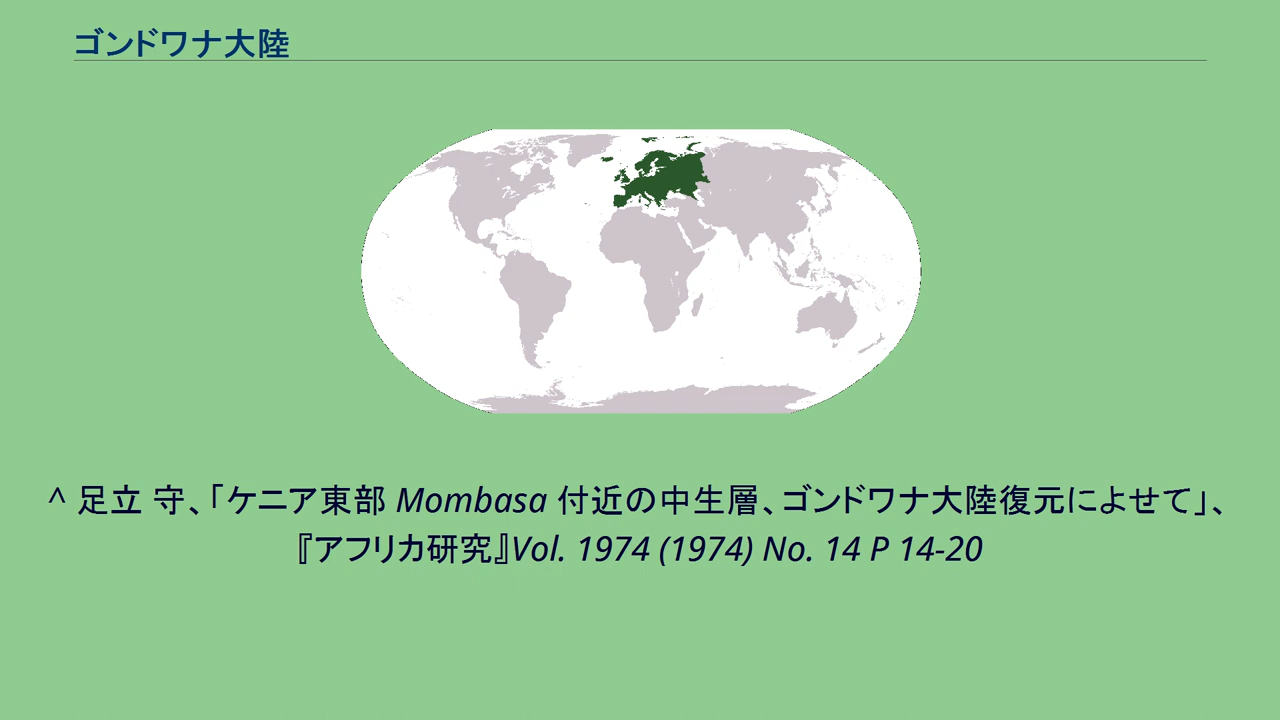 ゴンドワナ大陸
^ 足立 守、「ケニア東部 Mombasa 付近の中生層、ゴンドワナ大陸復元によせて」、
『アフリカ研究』Vol. 1974 (1974) No. 14 P 14-20